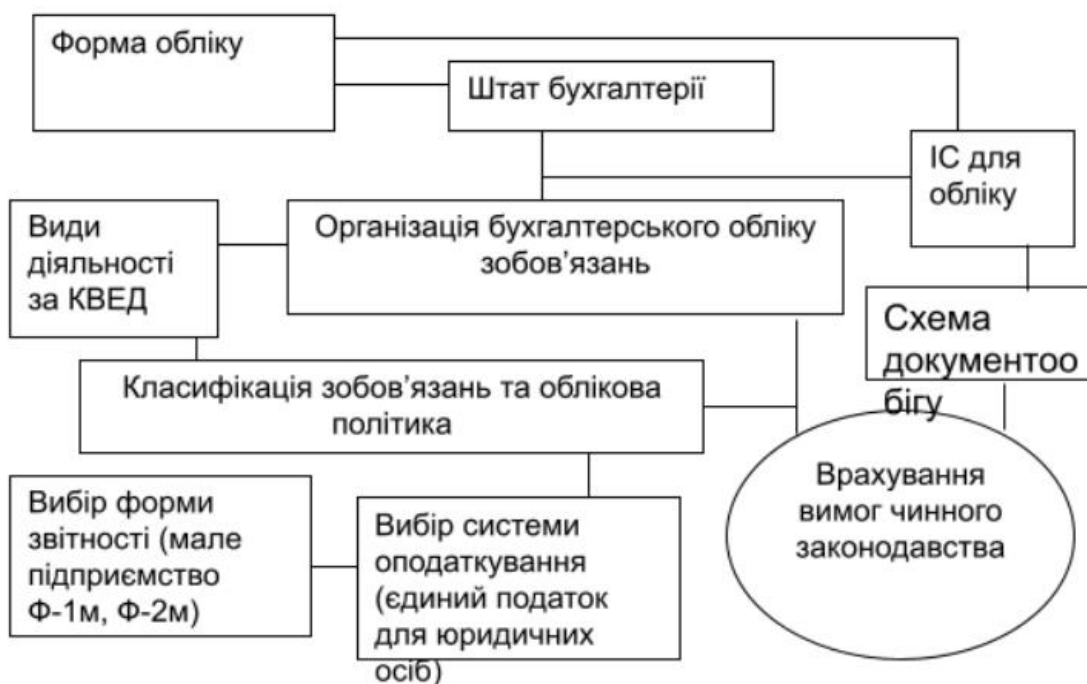 Форма обліку
Штат бухгалтерії
ІС для
обліку
Види
діяльності
за КВЕД
Організація бухгалтерського обліку
зобов’язань
Схема
документоо
бігу
Класифікація зобов’язань та облікова
політика
Врахування
вимог чинного
законодавства
Вибір форми
звітності (мале
підприємство
Ф-1м, Ф-2м)
Вибір системи
оподаткування
(єдиний податок
для юридичних
осіб)